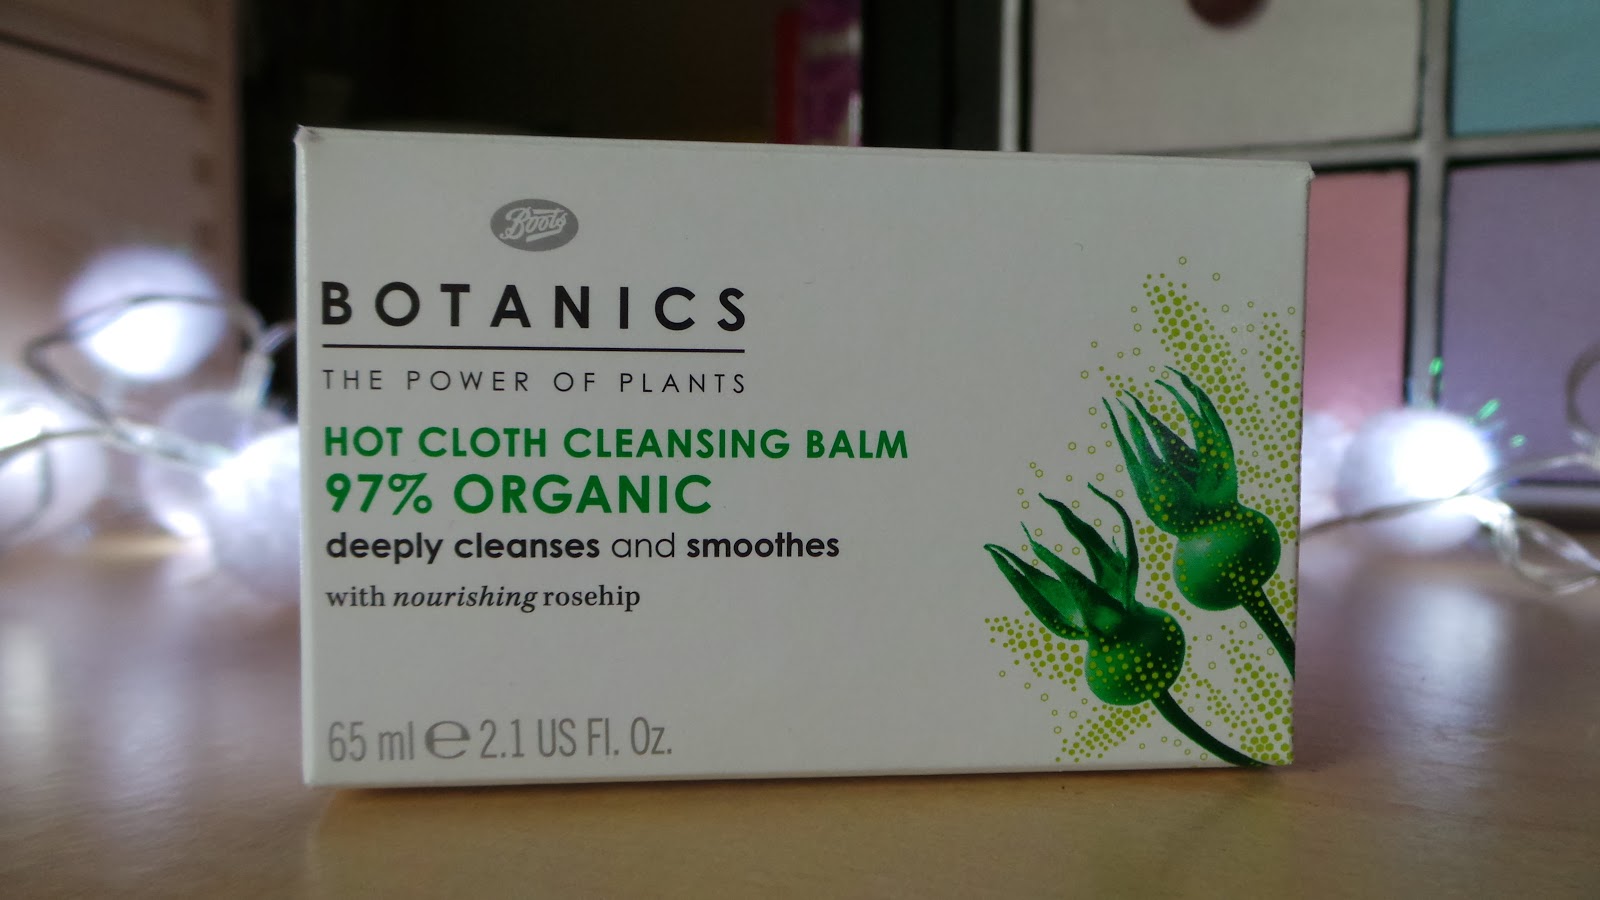 Boots
BOTANICS
THE POWER OF PLANTS
HOT CLOTH CLEANSING BALM
97% ORGANIC
deeply cleanses and smoothes
with nourishing rosehip
65 ml ℮ 2.1 US Fl. Oz.